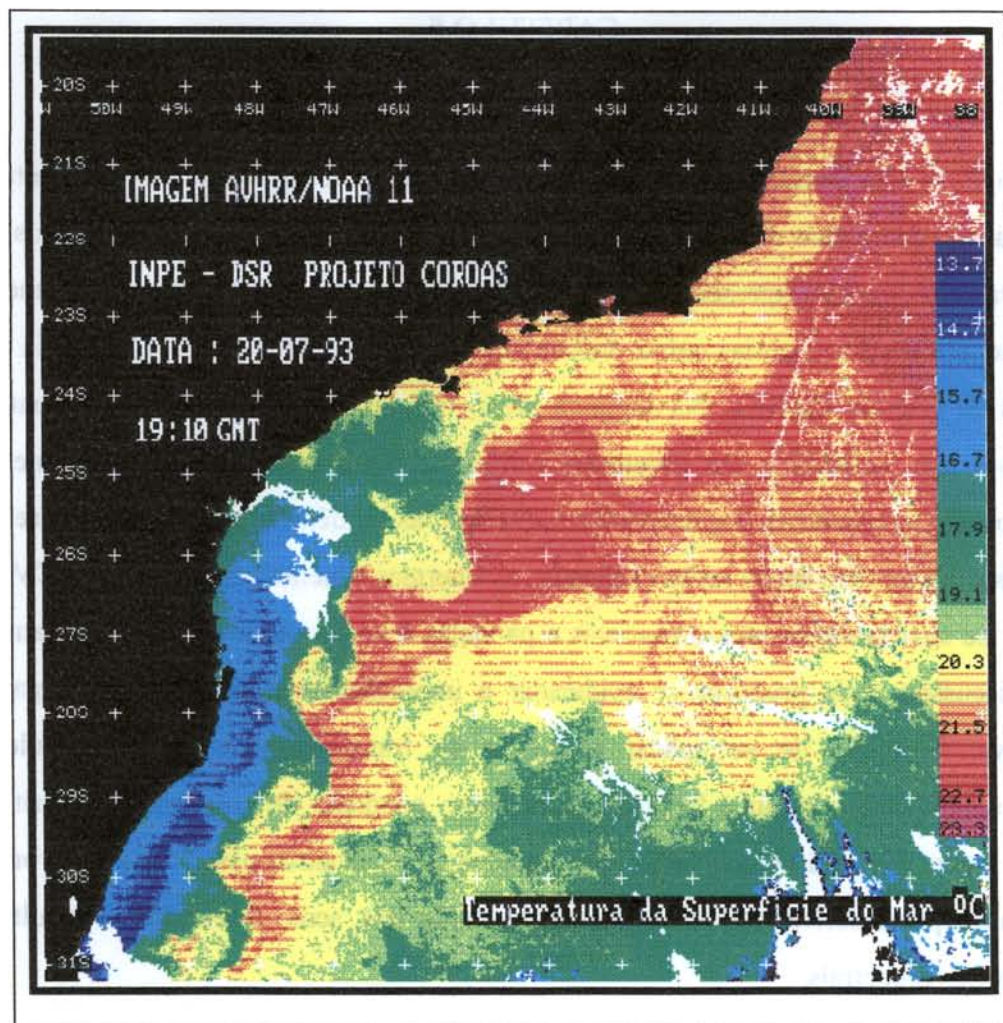 20S
50W 49W 48W 47W 46W 45W 44W 43W 42W 41W 40W 39W 38
21S
IMAGEM AVHRR/NOAA 11
22S
INPE - DSR PROJETO COROAS
13.7
23S
14.7
DATA : 20-07-93
24S
15.7
19:10 GMT
16.7
25S
17.9
26S
19.1
27S
20.3
20S
21.5
29S
22.7
23.3
30S
Temperatura da Superficie do Mar ºC
31S